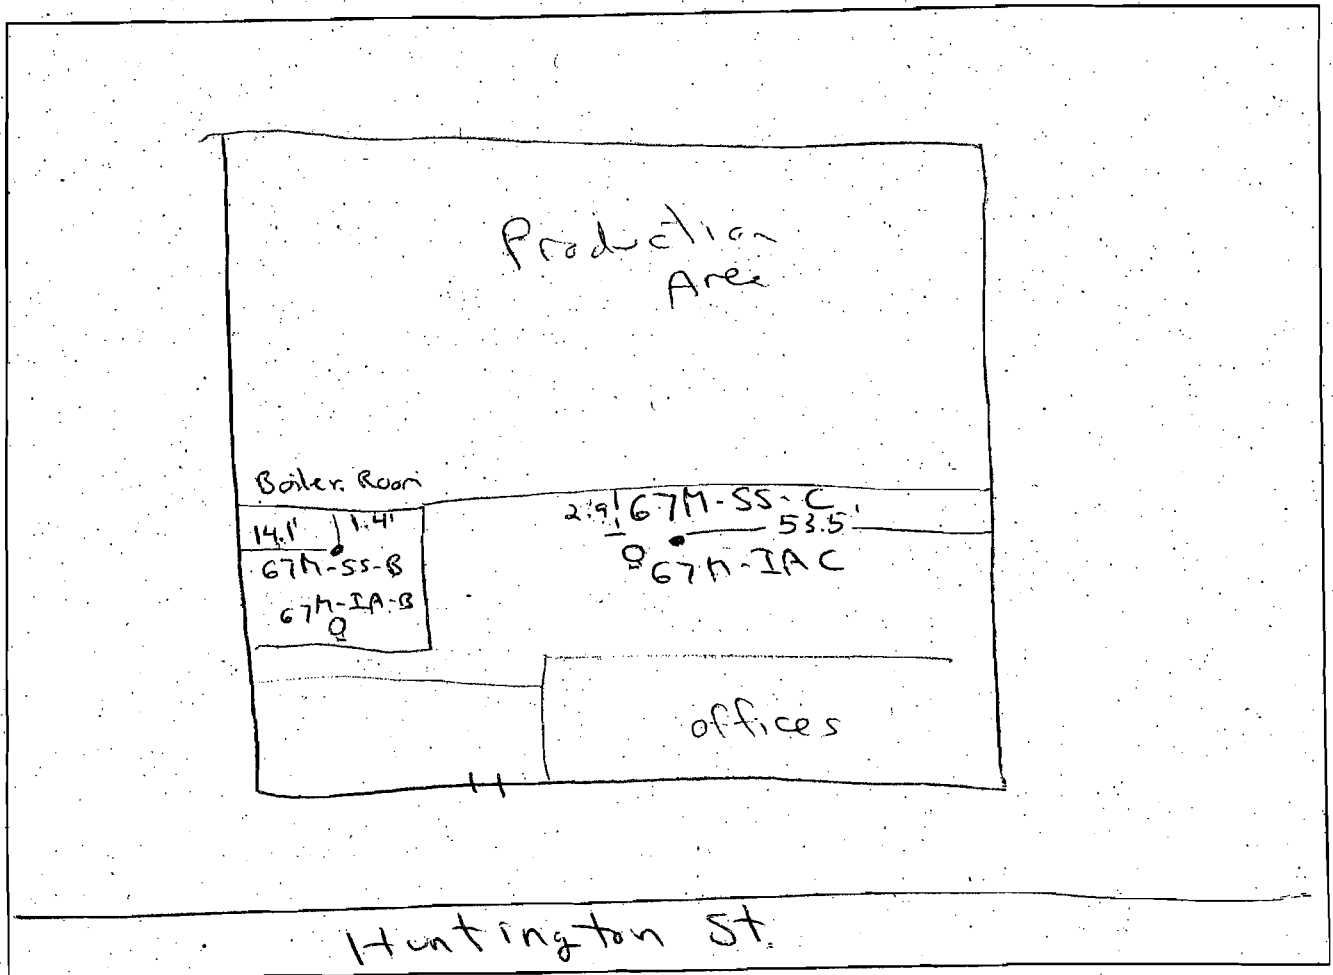 Production
Area
Boiler Room
14.1' 1.4'
67M-SS-B
67M-IA-B
2.9' 67M-SS-C
53.5'
67M-IA C
offices
Huntington St.